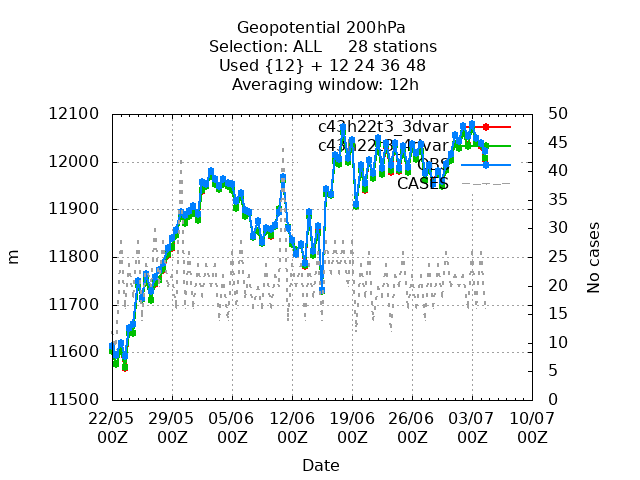 Geopotential 200hPa
Selection: ALL 28 stations
Used {12} + 12 24 36 48
Averaging window: 12h
12100
12000
11900
11800
11700
11600
11500
m
50
45
40
35
30
25
20
15
10
5
0
No cases
c43h22t3_3dvar
c43h22t3_4dvar
OBS
CASES
22/05 29/05 05/06 12/06 19/06 26/06 03/07 10/07
00Z 00Z 00Z 00Z 00Z 00Z 00Z 00Z
Date